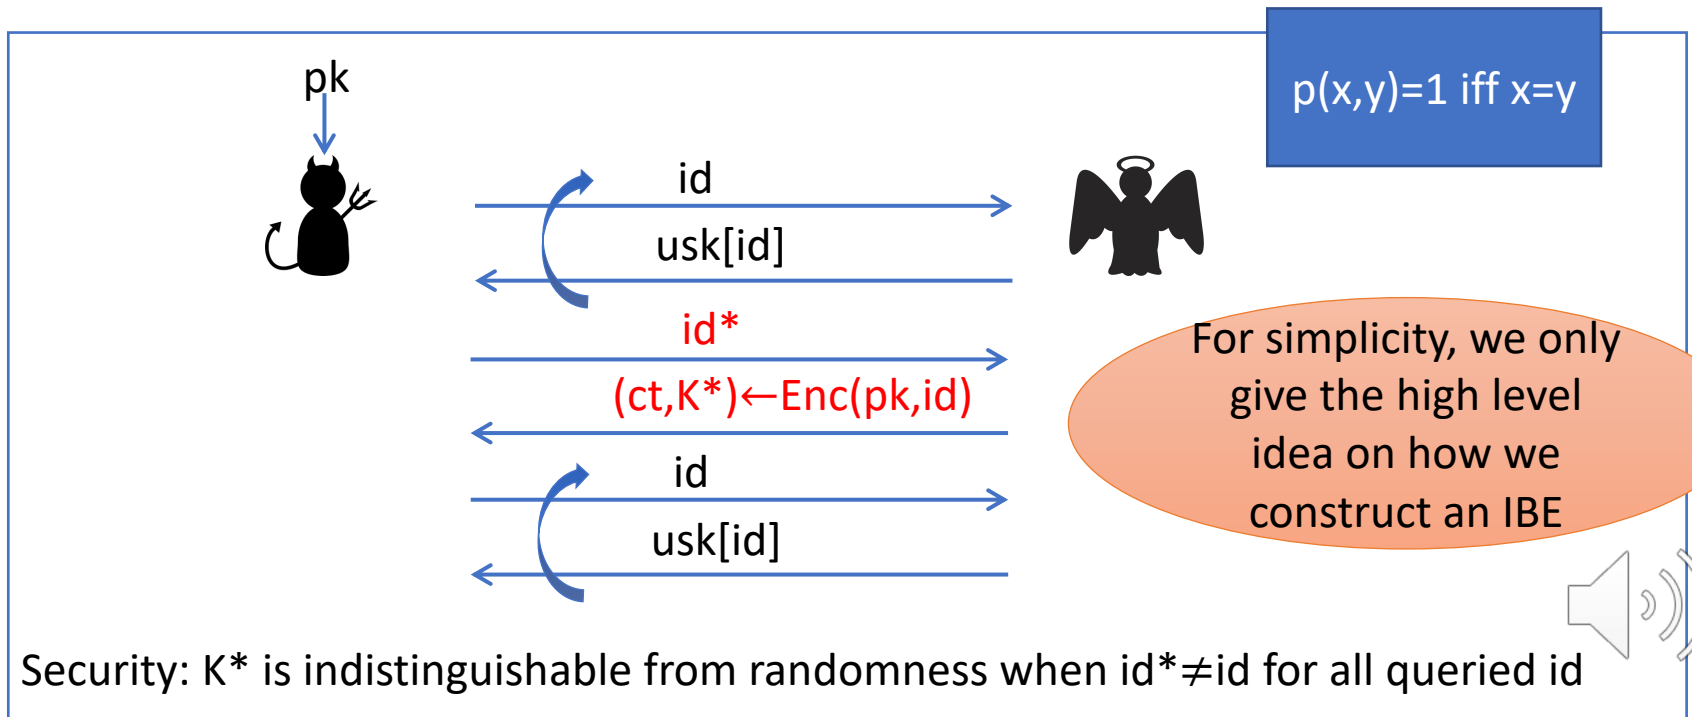 pk
p(x,y)=1 iff x=y
id
usk[id]
id*
(ct,K*)←Enc(pk,id)
id
usk[id]
For simplicity, we only
give the high level
idea on how we
construct an IBE
Security: K* is indistinguishable from randomness when id*≠id for all queried id